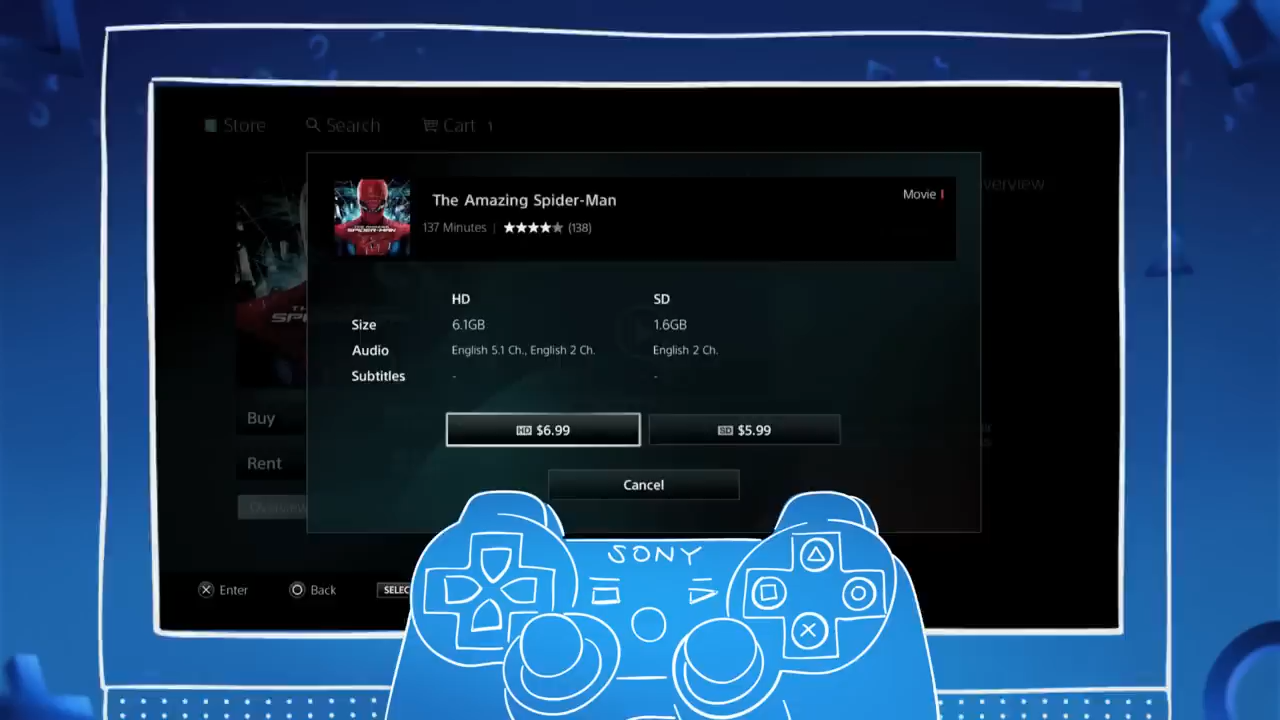 Store Search Cart 1
The Amazing Spider-Man
Movie
137 Minutes | (138)
HD SD
Size 6.1GB 1.6GB
Audio English 5.1 Ch., English 2 Ch. English 2 Ch.
Subtitles - -
Buy
HD $6.99 SD $5.99
Rent
Cancel
SONY
Enter Back SELEC